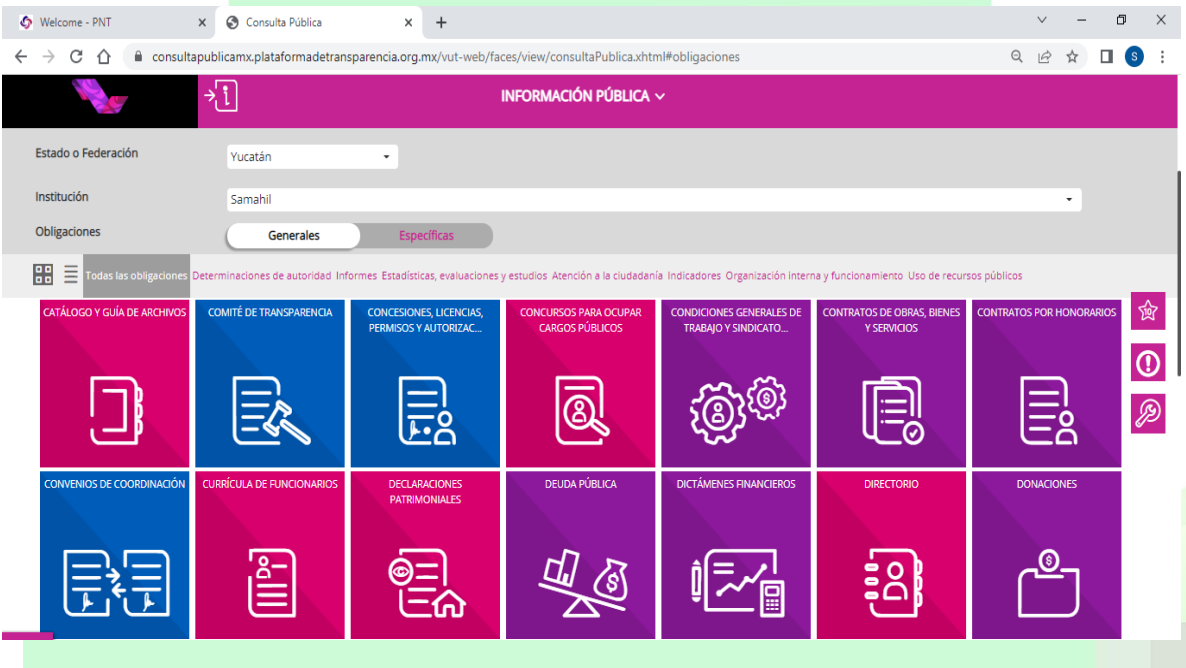 Welcome - PNT
Consulta Pública
consultapublicamx.plataformadetransparencia.org.mx/vut-web/faces/view/consultaPublica.xhtml#obligaciones
S
INFORMACIÓN PÚBLICA
Estado o Federación
Yucatán
Institución
Samahil
Obligaciones
Generales
Específicas
Todas las obligaciones Determinaciones de autoridad Informes Estadísticas, evaluaciones y estudios Atención a la ciudadanía Indicadores Organización interna y funcionamiento Uso de recursos públicos
CATÁLOGO Y GUÍA DE ARCHIVOS
COMITÉ DE TRANSPARENCIA
CONCESIONES, LICENCIAS,
PERMISOS Y AUTORIZAC...
CONCURSOS PARA OCUPAR
CARGOS PÚBLICOS
CONDICIONES GENERALES DE
TRABAJO Y SINDICATO...
CONTRATOS DE OBRAS, BIENES
Y SERVICIOS
CONTRATOS POR HONORARIOS
10
CONVENIOS DE COORDINACIÓN
CURRÍCULA DE FUNCIONARIOS
DECLARACIONES
PATRIMONIALES
DEUDA PÚBLICA
DICTÁMENES FINANCIEROS
DIRECTORIO
DONACIONES